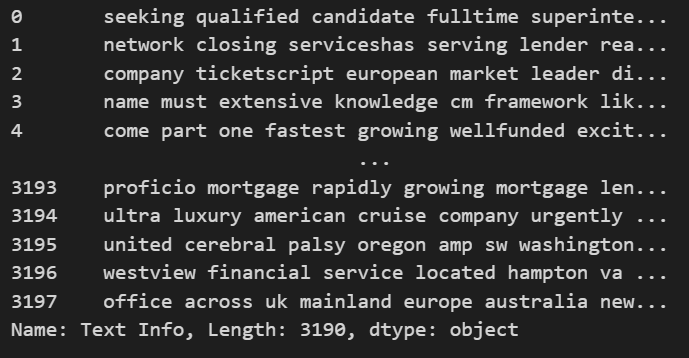 0       seeking qualified candidate fulltime superinte...
1       network closing serviceshas serving lender rea...
2       company ticketscript european market leader di...
3       name must extensive knowledge cm framework lik...
4       come part one fastest growing wellfunded excit...
...
3193    proficio mortgage rapidly growing mortgage len...
3194    ultra luxury american cruise company urgently ...
3195    united cerebral palsy oregon amp sw washington...
3196    westview financial service located hampton va ...
3197    office across uk mainland europe australia new...
Name: Text Info, Length: 3190, dtype: object